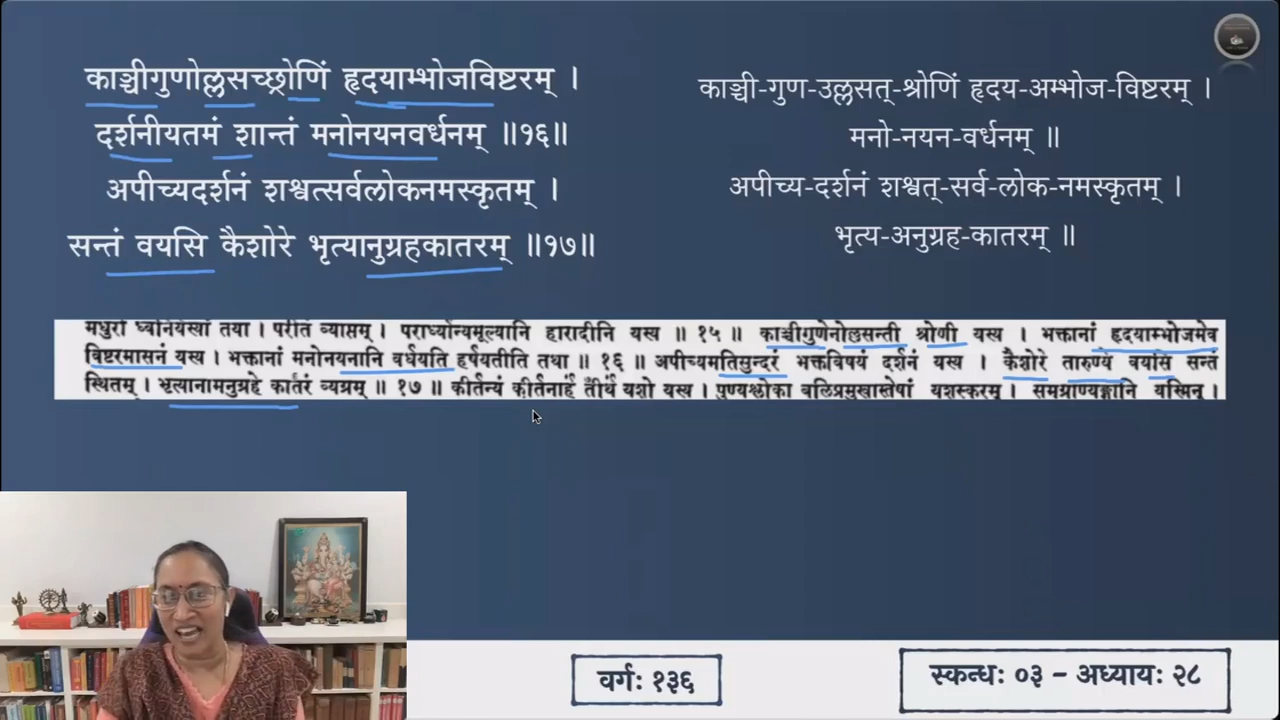 काञ्चीगुणोल्लसच्छ्रोणिं हृदयाम्भोजविष्टरम् ।
दर्शनीयतमं शान्तं मनोनयनवर्धनम् ॥१६॥
अपीच्यदर्शनं शश्वत्सर्वलोकनमस्कृतम् ।
सन्तं वयसि कैशोरे भृत्यानुग्रहकातरम् ॥१७॥
काञ्ची-गुण-उल्लसत्-श्रोणिं हृदय-अम्भोज-विष्टरम् ।
मनो-नयन-वर्धनम् ॥
अपीच्य-दर्शनं शश्वत्-सर्व-लोक-नमस्कृतम् ।
भृत्य-अनुग्रह-कातरम् ॥
मधुरो ध्वनिर्यस्यां तया । परीतं व्याप्तम् । परार्ध्यान्यमूल्यानि हारादीनि यस्य ॥ १५ ॥ काञ्चीगुणेनोल्लसन्ती श्रोणी यस्य । भक्तानां हृदयाम्भोजमेव
विष्टरमासनं यस्य । भक्तानां मनोनयनानि वर्धयति हर्षयतीति तथा ॥ १६ ॥ अपीच्यमतिसुन्दरं भक्तविषयं दर्शनं यस्य । कैशोरे तारुण्ये वयसि सन्तं
स्थितम् । भृत्यानामनुग्रहे कातरं व्यग्रम् ॥ १७ ॥ कीर्तन्यं कीर्तनार्हं तीर्थं यशो यस्य । पुण्यश्लोका बलिप्रमुखास्तेषां यशस्करम् । समग्राण्यङ्गानि यस्मिन् ।
वर्गः १३६
स्कन्धः ०३ – अध्यायः २८